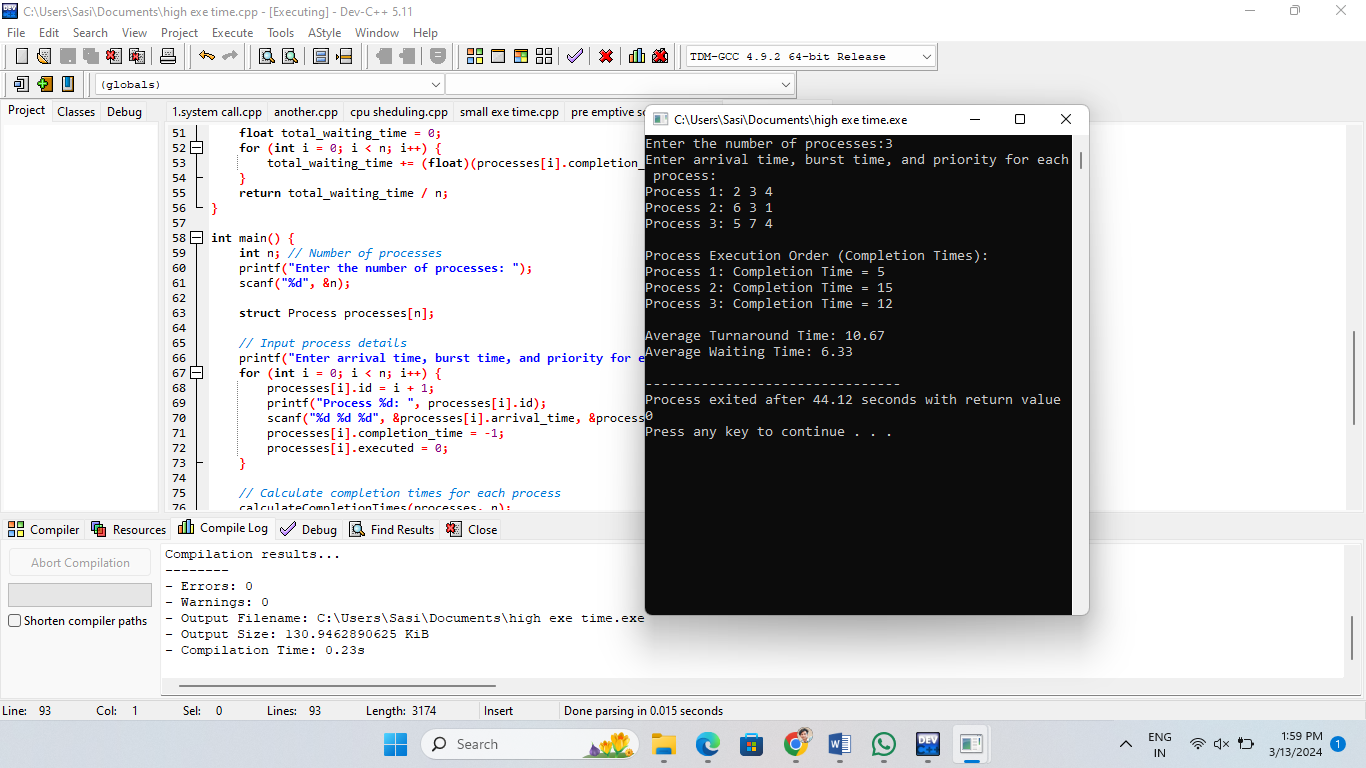 C:\Users\Sasi\Documents\high exe time.cpp - [Executing] - Dev-C++ 5.11
File Edit Search View Project Execute Tools AStyle Window Help
TDM-GCC 4.9.2 64-bit Release
(globals)
Project Classes Debug
1.system call.cpp another.cpp cpu sheduling.cpp small exe time.cpp pre emptive
51 float total_waiting_time = 0;
52 for (int i = 0; i < n; i++) {
53 total_waiting_time += (float)(processes[i].completion_
54 }
55 return total_waiting_time / n;
56 }
57
58 int main() {
59 int n; // Number of processes
60 printf("Enter the number of processes: ");
61 scanf("%d", &n);
62
63 struct Process processes[n];
64
65 // Input process details
66 printf("Enter arrival time, burst time, and priority for e
67 for (int i = 0; i < n; i++) {
68 processes[i].id = i + 1;
69 printf("Process %d: ", processes[i].id);
70 scanf("%d %d %d", &processes[i].arrival_time, &process
71 processes[i].completion_time = -1;
72 processes[i].executed = 0;
73 }
74
75 // Calculate completion times for each process
76 calculateCompletionTimes(processes, n);
C:\Users\Sasi\Documents\high exe time.exe
Enter the number of processes:3
Enter arrival time, burst time, and priority for each
process:
Process 1: 2 3 4
Process 2: 6 3 1
Process 3: 5 7 4
Process Execution Order (Completion Times):
Process 1: Completion Time = 5
Process 2: Completion Time = 15
Process 3: Completion Time = 12
Average Turnaround Time: 10.67
Average Waiting Time: 6.33
--------------------------------
Process exited after 44.12 seconds with return value
0
Press any key to continue . . .
Compiler Resources Compile Log Debug Find Results Close
Abort Compilation
Shorten compiler paths
Compilation results...
--------
- Errors: 0
- Warnings: 0
- Output Filename: C:\Users\Sasi\Documents\high exe time.exe
- Output Size: 130.9462890625 KiB
- Compilation Time: 0.23s
Line: 93 Col: 1 Sel: 0 Lines: 93 Length: 3174 Insert Done parsing in 0.015 seconds
Search
DEV
ENG
IN
1:59 PM
3/13/2024
1